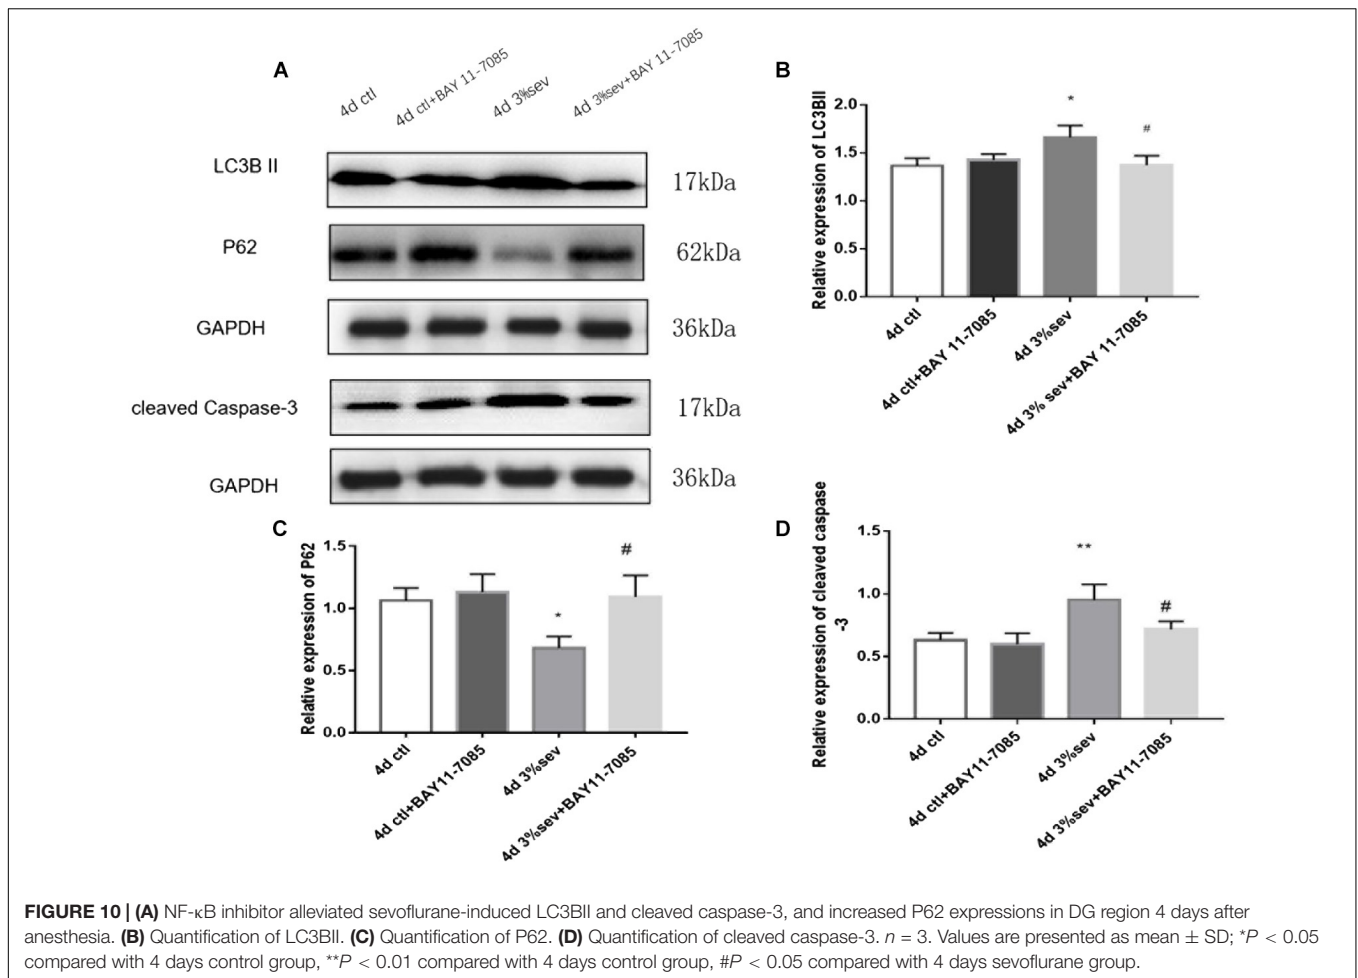 A
4d ctl
4d ctl+BAY 11-7085
4d 3%sev
4d 3%sev+BAY 11-7085
LC3B II
17kDa
P62
62kDa
GAPDH
36kDa
cleaved Caspase-3
17kDa
GAPDH
36kDa
B
Relative expression of LC3BII
2.0
1.5
1.0
0.5
0.0
*
#
4d ctl
4d ctl+BAY 11-7085
4d 3%sev
4d 3% sev+BAY 11-7085
C
Relative expression of P62
1.5
1.0
0.5
0.0
*
#
4d ctl
4d ctl+BAY11-7085
4d 3%sev
4d 3%sev+BAY11-7085
D
Relative expression of cleaved caspase
-3
1.5
1.0
0.5
0.0
**
#
4d ctl
4d ctl+BAY11-7085
4d 3%sev
4d 3%sev+BAY11-7085
FIGURE 10 | (A) NF-κB inhibitor alleviated sevoflurane-induced LC3BII and cleaved caspase-3, and increased P62 expressions in DG region 4 days after
anesthesia. (B) Quantification of LC3BII. (C) Quantification of P62. (D) Quantification of cleaved caspase-3. n = 3. Values are presented as mean ± SD; *P < 0.05
compared with 4 days control group, **P < 0.01 compared with 4 days control group, #P < 0.05 compared with 4 days sevoflurane group.